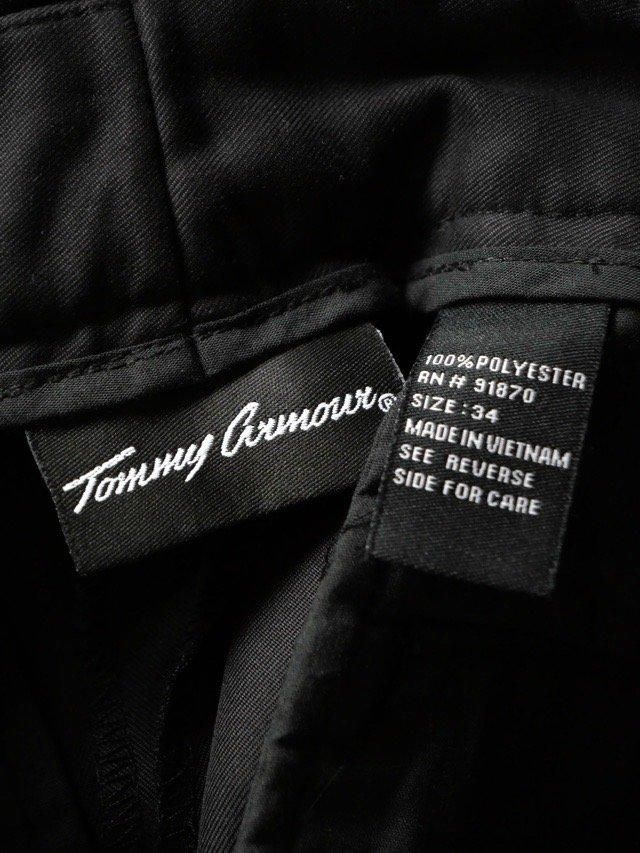 Tommy Armour®
100% POLYESTER
RN # 91870
SIZE : 34
MADE IN VIETNAM
SEE REVERSE
SIDE FOR CARE